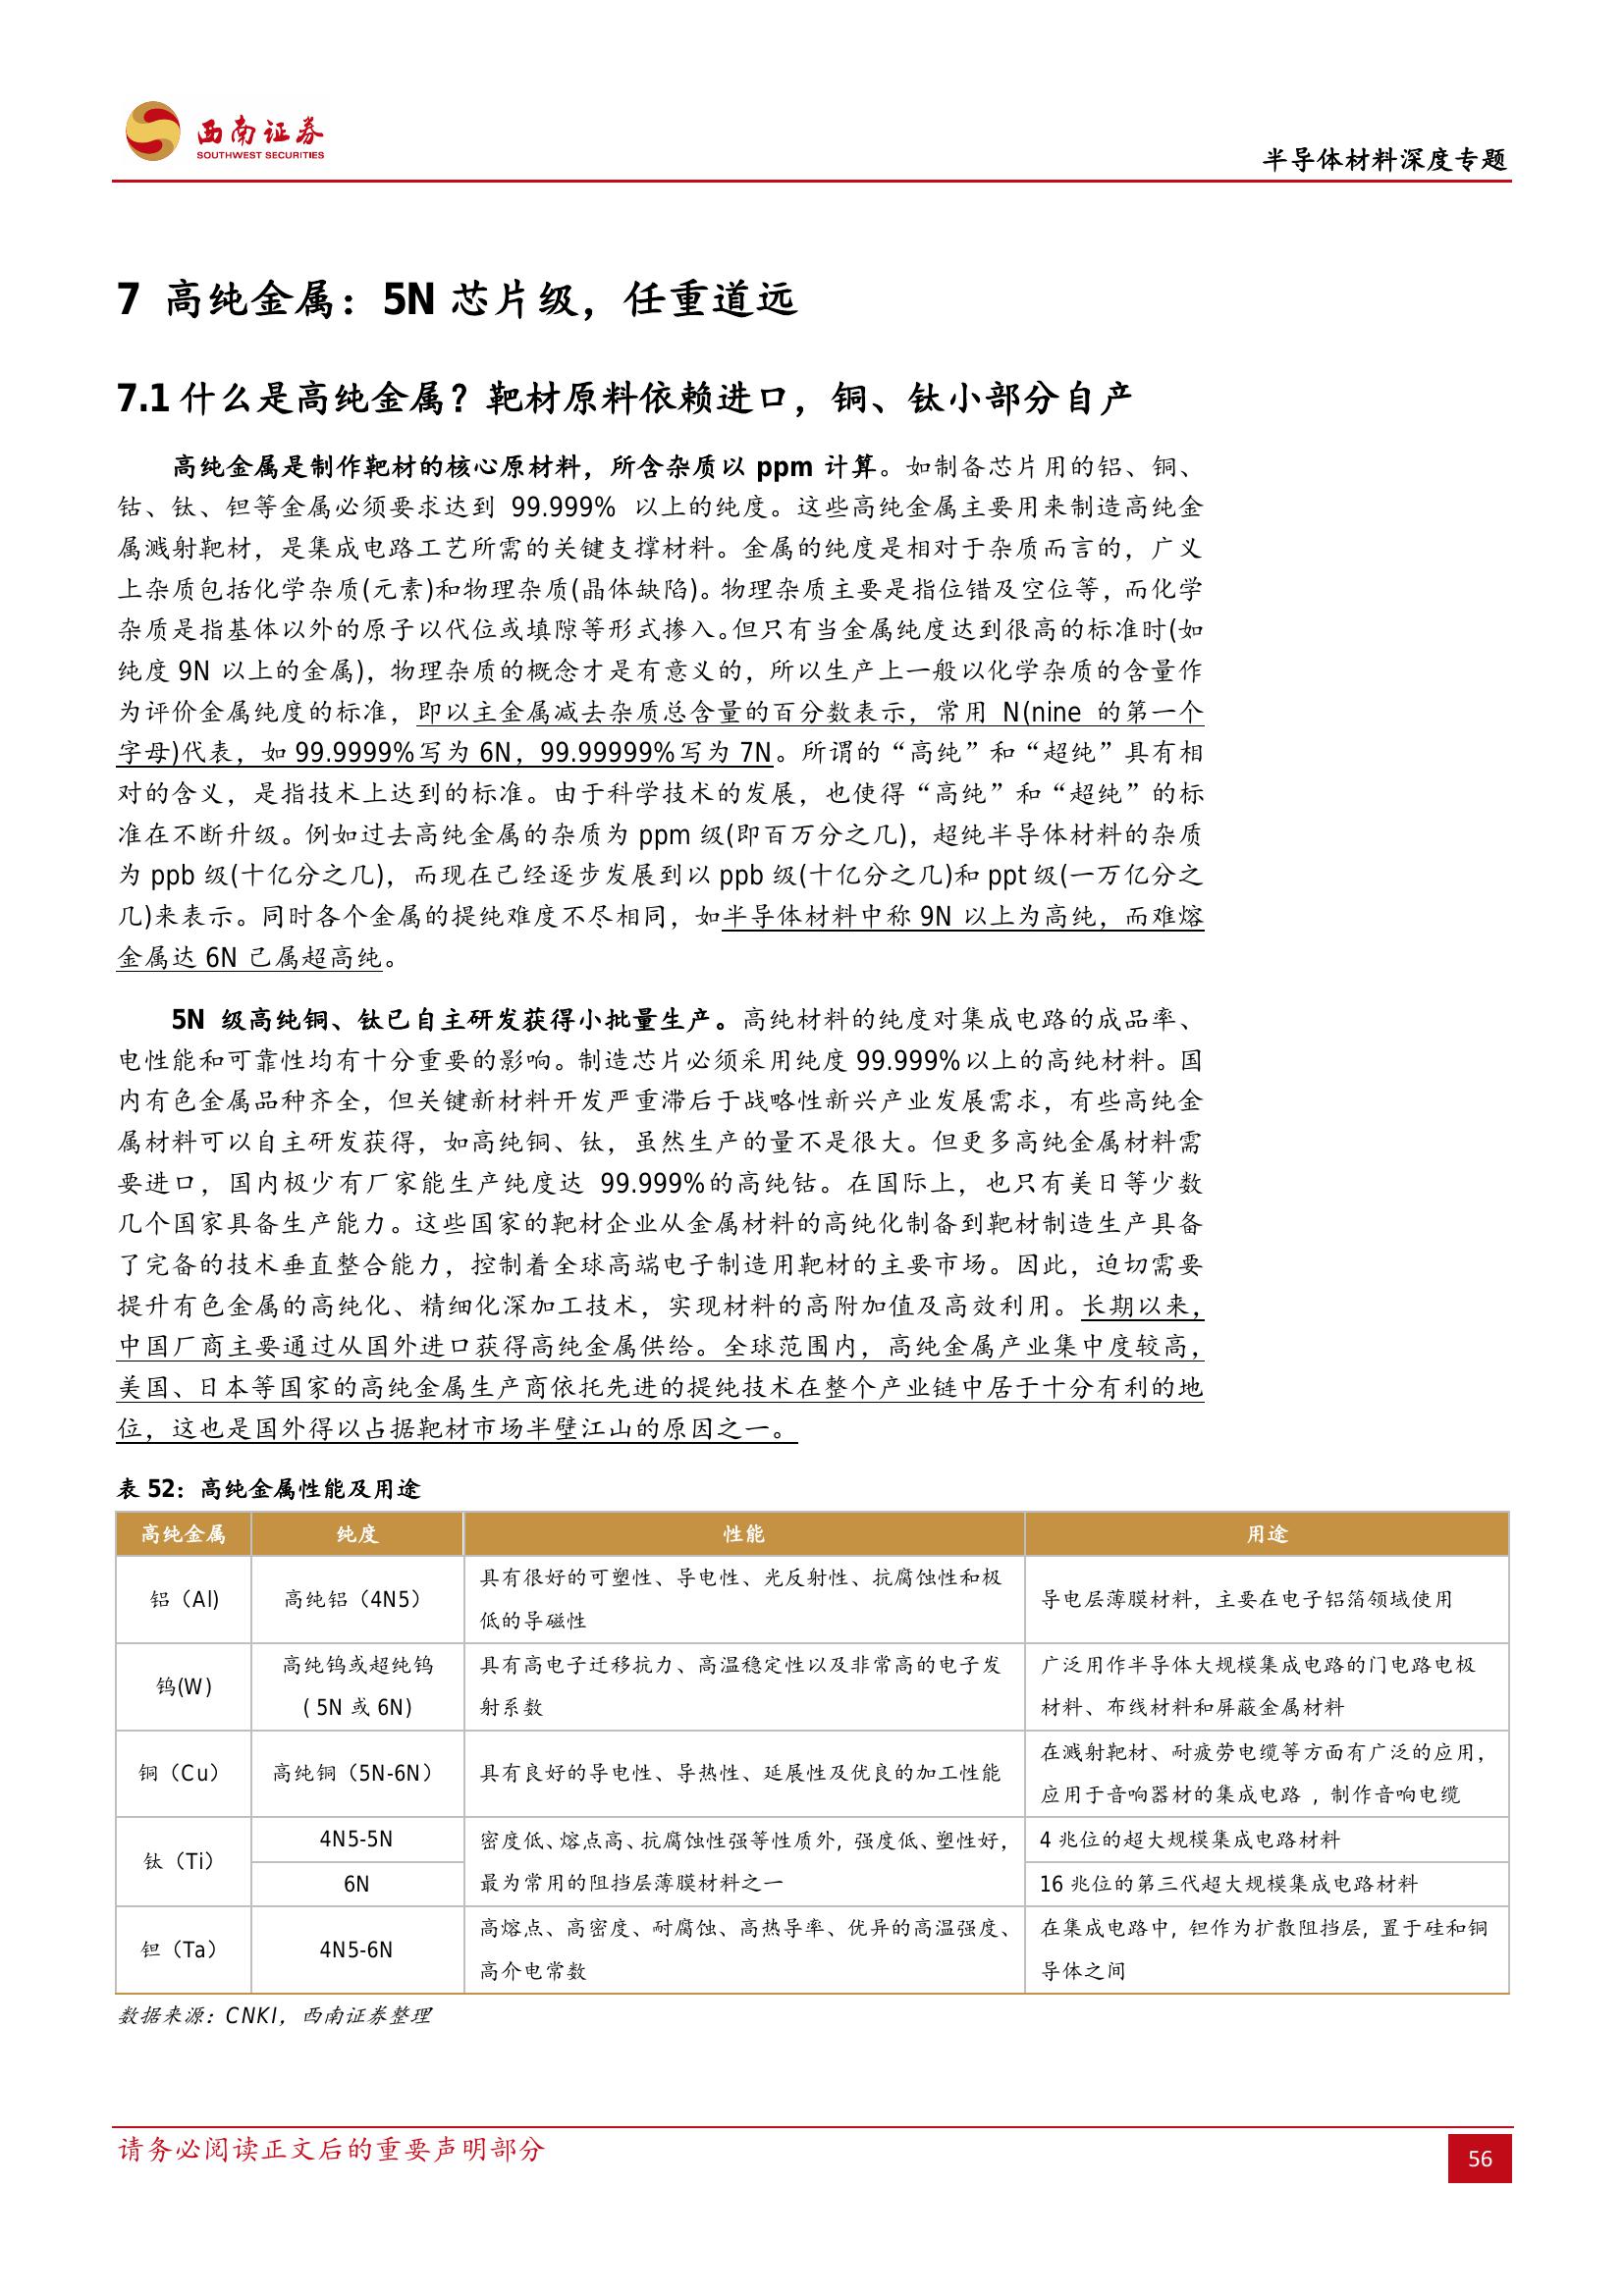 西南证券
SOUTHWEST SECURITIES
半导体材料深度专题
7 高纯金属：5N 芯片级，任重道远
7.1 什么是高纯金属？靶材原料依赖进口，铜、钛小部分自产
高纯金属是制作靶材的核心原材料，所含杂质以 ppm 计算。如制备芯片用的铝、铜、
钴、钛、钽等金属必须要求达到 99.999% 以上的纯度。这些高纯金属主要用来制造高纯金
属溅射靶材，是集成电路工艺所需的关键支撑材料。金属的纯度是相对于杂质而言的，广义
上杂质包括化学杂质(元素)和物理杂质(晶体缺陷)。物理杂质主要是指位错及空位等，而化学
杂质是指基体以外的原子以代位或填隙等形式掺入。但只有当金属纯度达到很高的标准时(如
纯度 9N 以上的金属)，物理杂质的概念才是有意义的，所以生产上一般以化学杂质的含量作
为评价金属纯度的标准，即以主金属减去杂质总含量的百分数表示，常用 N(nine 的第一个
字母)代表，如 99.9999%写为 6N，99.99999%写为 7N。所谓的“高纯”和“超纯”具有相
对的含义，是指技术上达到的标准。由于科学技术的发展，也使得“高纯”和“超纯”的标
准在不断升级。例如过去高纯金属的杂质为 ppm 级(即百万分之几)，超纯半导体材料的杂质
为 ppb 级(十亿分之几)，而现在已经逐步发展到以 ppb 级(十亿分之几)和 ppt 级(一万亿分之
几)来表示。同时各个金属的提纯难度不尽相同，如半导体材料中称 9N 以上为高纯，而难熔
金属达 6N 己属超高纯。
5N 级高纯铜、钛已自主研发获得小批量生产。高纯材料的纯度对集成电路的成品率、
电性能和可靠性均有十分重要的影响。制造芯片必须采用纯度 99.999%以上的高纯材料。国
内有色金属品种齐全，但关键新材料开发严重滞后于战略性新兴产业发展需求，有些高纯金
属材料可以自主研发获得，如高纯铜、钛，虽然生产的量不是很大。但更多高纯金属材料需
要进口，国内极少有厂家能生产纯度达 99.999%的高纯钴。在国际上，也只有美日等少数
几个国家具备生产能力。这些国家的靶材企业从金属材料的高纯化制备到靶材制造生产具备
了完备的技术垂直整合能力，控制着全球高端电子制造用靶材的主要市场。因此，迫切需要
提升有色金属的高纯化、精细化深加工技术，实现材料的高附加值及高效利用。长期以来，
中国厂商主要通过从国外进口获得高纯金属供给。全球范围内，高纯金属产业集中度较高，
美国、日本等国家的高纯金属生产商依托先进的提纯技术在整个产业链中居于十分有利的地
位，这也是国外得以占据靶材市场半壁江山的原因之一。
表 52：高纯金属性能及用途
高纯金属 纯度 性能 用途
铝（Al) 高纯铝（4N5） 具有很好的可塑性、导电性、光反射性、抗腐蚀性和极
低的导磁性 导电层薄膜材料，主要在电子铝箔领域使用
钨(W) 高纯钨或超纯钨
( 5N 或 6N) 具有高电子迁移抗力、高温稳定性以及非常高的电子发
射系数 广泛用作半导体大规模集成电路的门电路电极
材料、布线材料和屏蔽金属材料
铜（Cu） 高纯铜（5N-6N） 具有良好的导电性、导热性、延展性及优良的加工性能 在溅射靶材、耐疲劳电缆等方面有广泛的应用，
应用于音响器材的集成电路 ，制作音响电缆
钛（Ti） 4N5-5N 密度低、熔点高、抗腐蚀性强等性质外，强度低、塑性好，
最为常用的阻挡层薄膜材料之一 4 兆位的超大规模集成电路材料
6N 16 兆位的第三代超大规模集成电路材料
钽（Ta） 4N5-6N 高熔点、高密度、耐腐蚀、高热导率、优异的高温强度、
高介电常数 在集成电路中，钽作为扩散阻挡层，置于硅和铜
导体之间
数据来源：CNKI，西南证券整理
请务必阅读正文后的重要声明部分
56